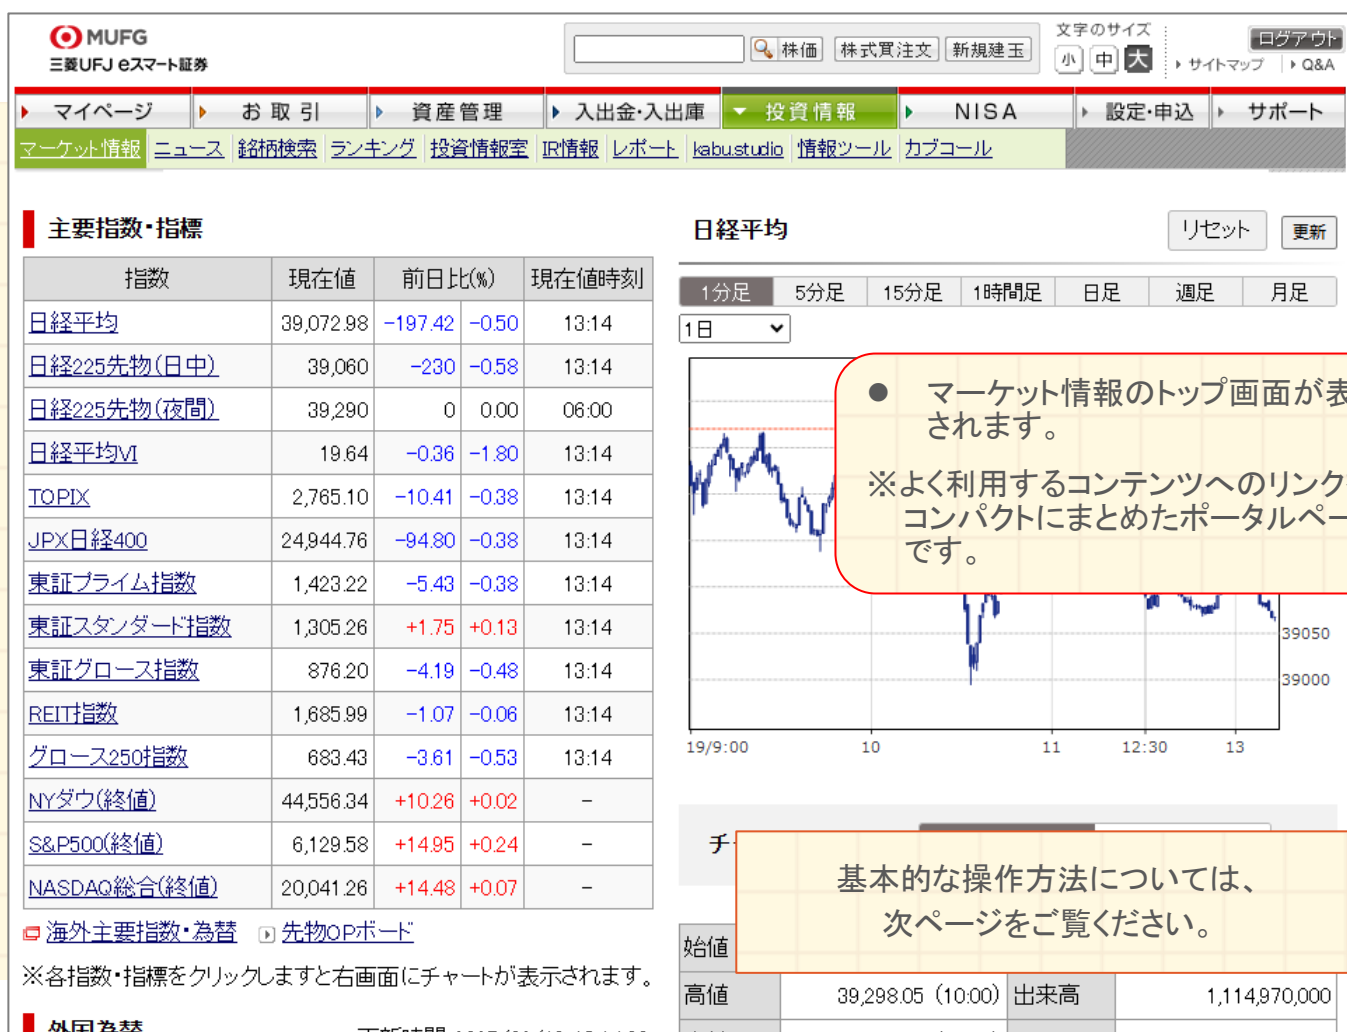 MUFG
三菱UFJ eスマート証券
株価 株式買注文 新規建玉
文字のサイズ
小 中 大
ログアウト
サイトマップ Q&A
マイページ お取引 資産管理 入出金・入出庫 投資情報 NISA 設定・申込 サポート
マーケット情報 ニュース 銘柄検索 ランキング 投資情報室 IR情報 レポート kabu.studio 情報ツール カブコール
主要指数・指標
指数 現在値 前日比(%) 現在値時刻
日経平均 39,072.98 -197.42 -0.50 13:14
日経225先物(日中) 39,060 -230 -0.58 13:14
日経225先物(夜間) 39,290 0 0.00 06:00
日経平均VI 19.64 -0.36 -1.80 13:14
TOPIX 2,765.10 -10.41 -0.38 13:14
JPX日経400 24,944.76 -94.80 -0.38 13:14
東証プライム指数 1,423.22 -5.43 -0.38 13:14
東証スタンダード指数 1,305.26 +1.75 +0.13 13:14
東証グロース指数 876.20 -4.19 -0.48 13:14
REIT指数 1,685.99 -1.07 -0.06 13:14
グロース250指数 683.43 -3.61 -0.53 13:14
NYダウ(終値) 44,556.34 +10.26 +0.02 -
S&P500(終値) 6,129.58 +14.95 +0.24 -
NASDAQ総合(終値) 20,041.26 +14.48 +0.07 -
海外主要指数・為替 先物OPボード
※各指数・指標をクリックしますと右画面にチャートが表示されます。
外国為替
日経平均
リセット 更新
1分足 5分足 15分足 1時間足 日足 週足 月足
1日
● マーケット情報のトップ画面が表
されます。
※よく利用するコンテンツへのリンク
コンパクトにまとめたポータルペー
です。
39050
39000
19/9:00 10 11 12:30 13
チ
基本的な操作方法については、
次ページをご覧ください。
始値
高値 39,298.05 (10:00) 出来高 1,114,970,000